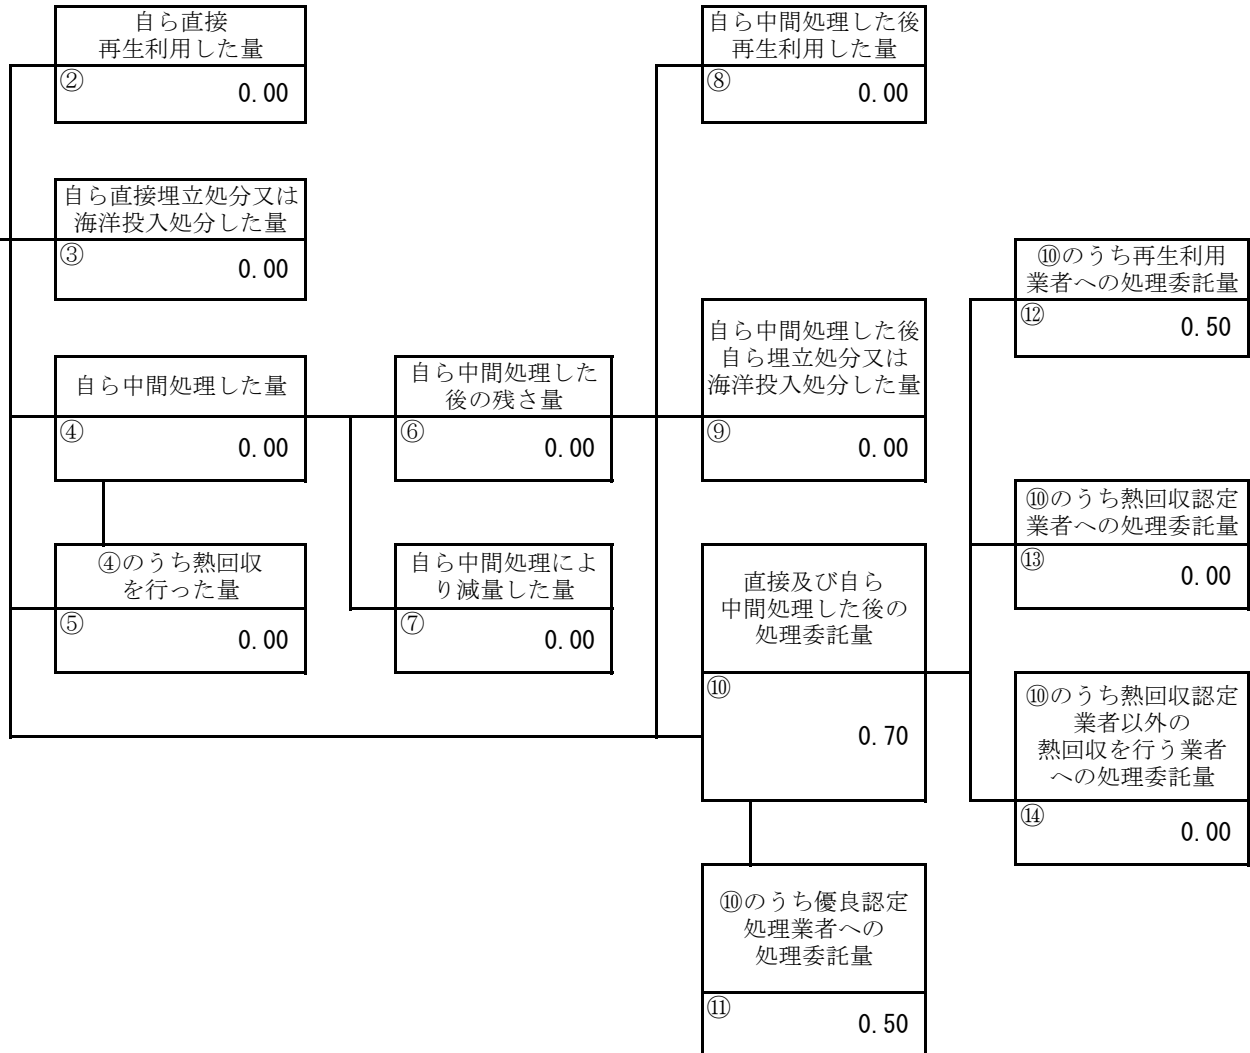 自ら直接
再生利用した量
②
0.00
自ら中間処理した後
再生利用した量
⑧
0.00
自ら直接埋立処分又は
海洋投入処分した量
③
0.00
⑩のうち再生利用
業者への処理委託量
⑫
0.50
自ら中間処理した量
④
0.00
自ら中間処理した
後の残さ量
⑥
0.00
自ら中間処理した後
自ら埋立処分又は
海洋投入処分した量
⑨
0.00
⑩のうち熱回収認定
業者への処理委託量
⑬
0.00
④のうち熱回収
を行った量
⑤
0.00
自ら中間処理によ
り減量した量
⑦
0.00
直接及び自ら
中間処理した後の
処理委託量
⑩
0.70
⑩のうち熱回収認定
業者以外の
熱回収を行う業者
への処理委託量
⑭
0.00
⑩のうち優良認定
処理業者への
処理委託量
⑪
0.50